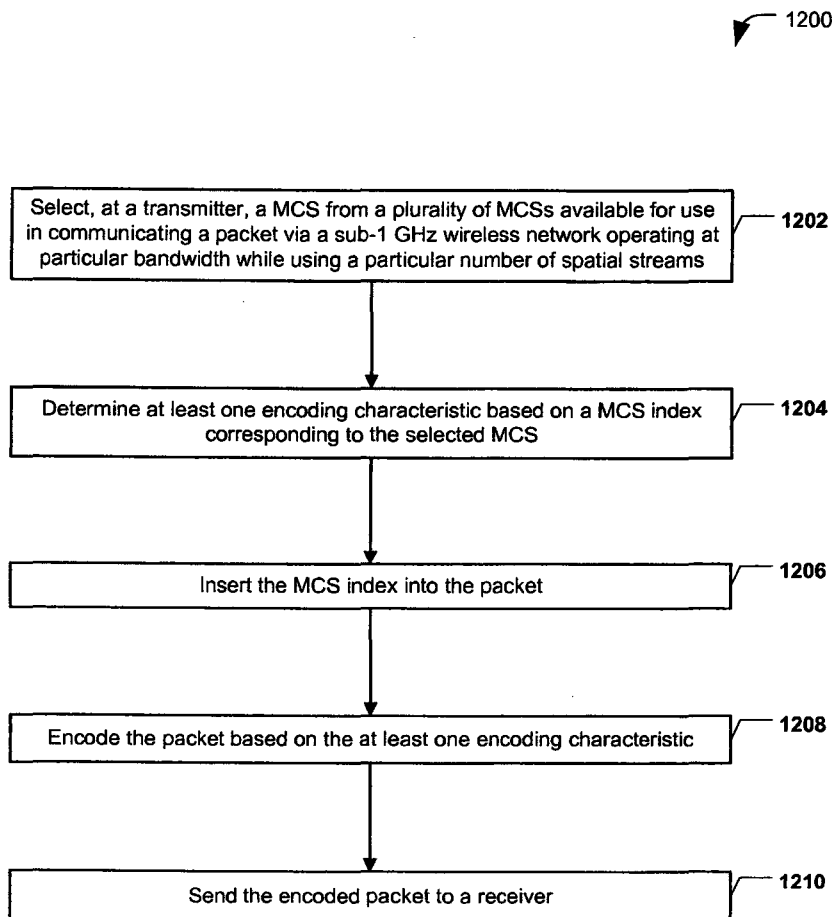 1200
Select, at a transmitter, a MCS from a plurality of MCSs available for use
in communicating a packet via a sub-1 GHz wireless network operating at
particular bandwidth while using a particular number of spatial streams
1202
Determine at least one encoding characteristic based on a MCS index
corresponding to the selected MCS
1204
Insert the MCS index into the packet
1206
Encode the packet based on the at least one encoding characteristic
1208
Send the encoded packet to a receiver
1210